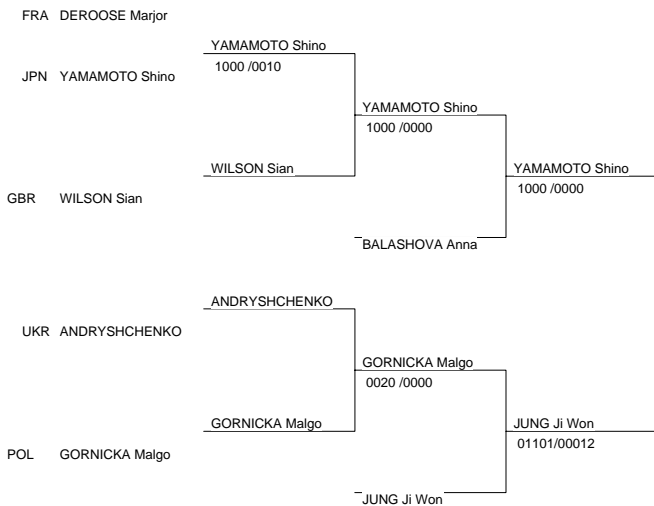 FRA DEROOSE Marjor
YAMAMOTO Shino
1000 /0010
JPN YAMAMOTO Shino
YAMAMOTO Shino
1000 /0000
WILSON Sian
YAMAMOTO Shino
1000 /0000
GBR WILSON Sian
BALASHOVA Anna
ANDRYSHCHENKO
UKR ANDRYSHCHENKO
GORNICKA Malgo
0020 /0000
GORNICKA Malgo
JUNG Ji Won
01101/00012
POL GORNICKA Malgo
JUNG Ji Won